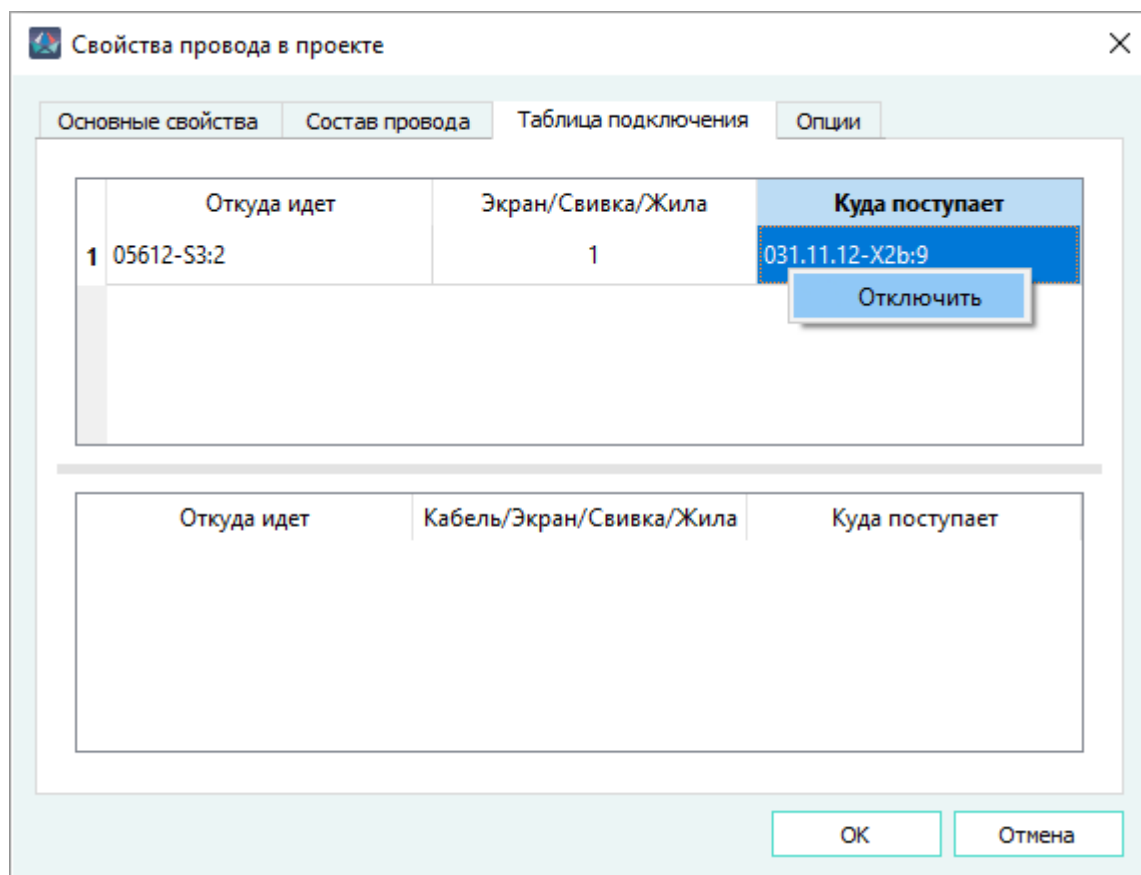 Свойства провода в проекте
Основные свойства Состав провода Таблица подключения Опции
Откуда идет Экран/Свивка/Жила Куда поступает
1 05612-S3:2 1 031.11.12-X2b:9
Отключить
Откуда идет Кабель/Экран/Свивка/Жила Куда поступает
ОК Отмена